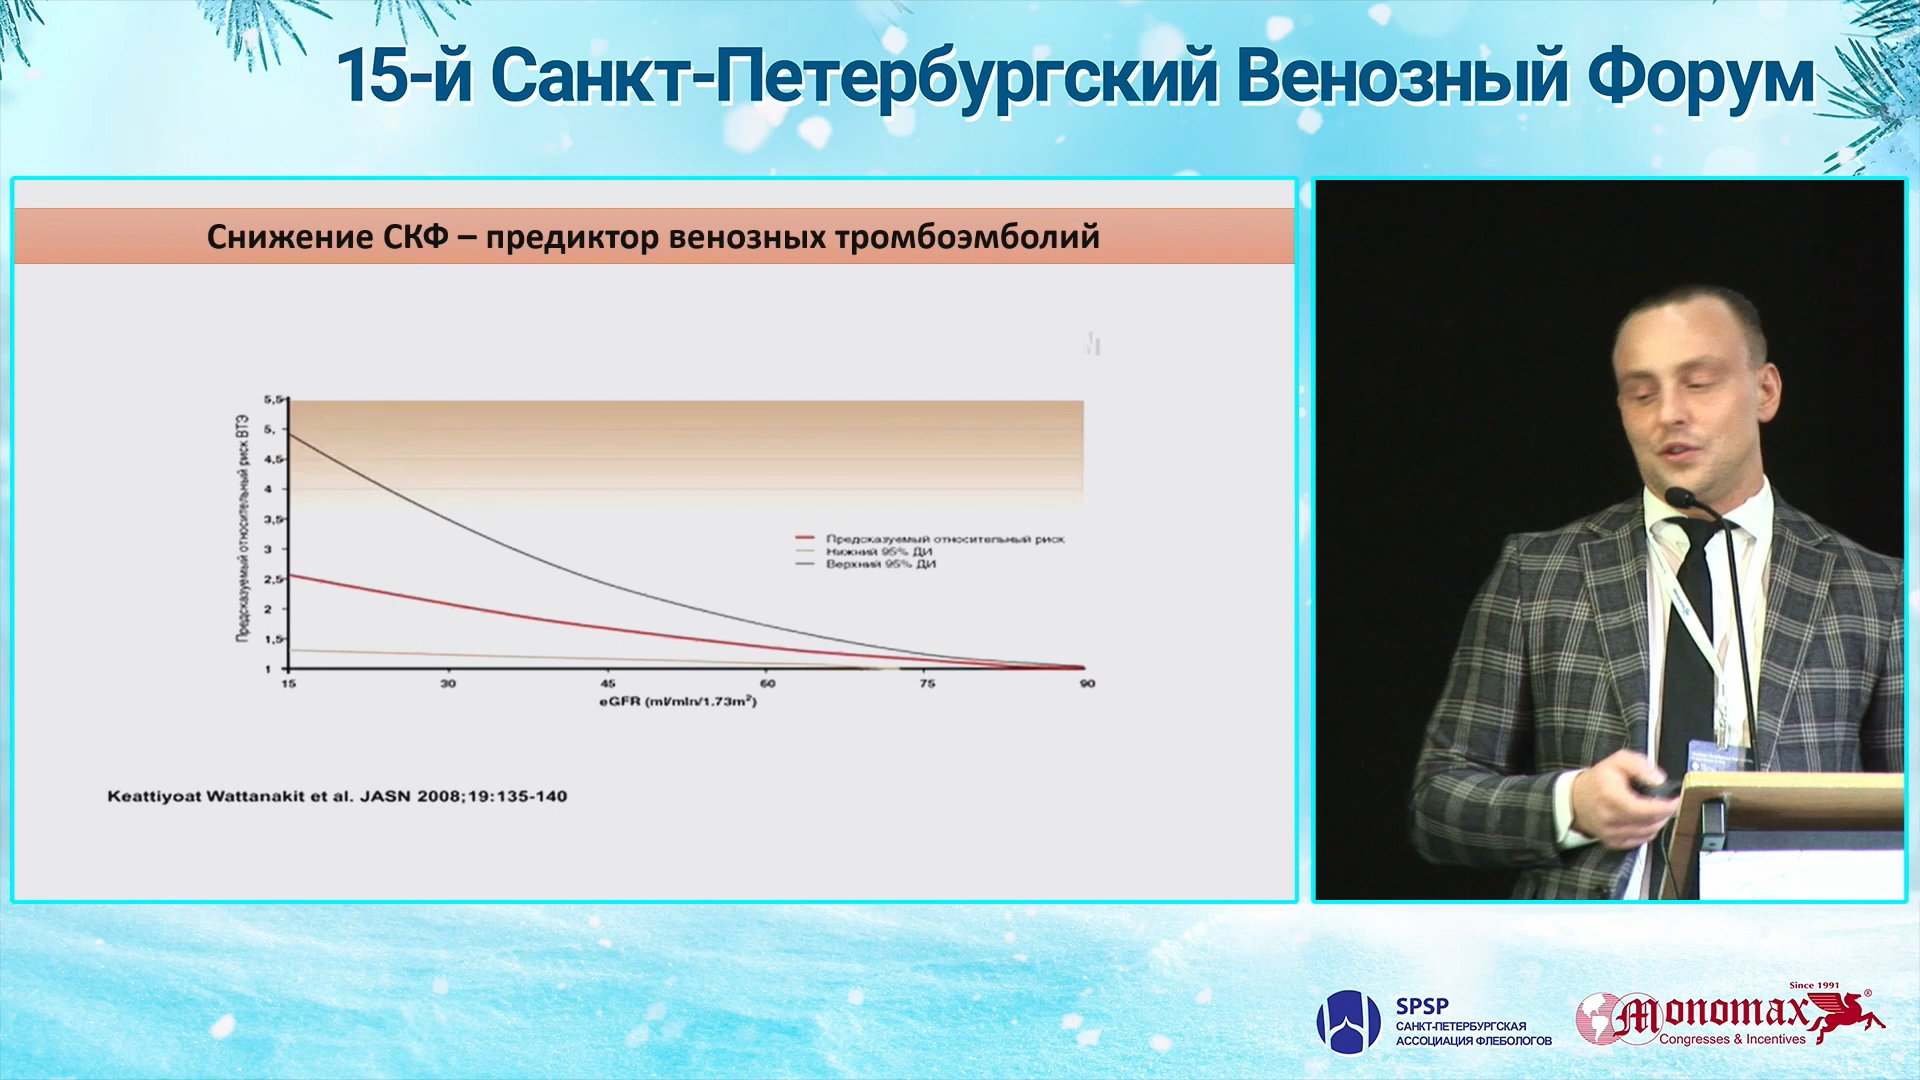 15-й Санкт-Петербургский Венозный Форум
Снижение СКФ – предиктор венозных тромбоэмболий
Предсказуемый относительный риск ВТЭ
5,5
5,
4,5
4
3,5
3
2,5
2
1,5
1
15 30 45 60 75 90
eGFR (ml/min/1.73m²)
Предсказуемый относительный риск
Нижний 95% ДИ
Верхний 95% ДИ
Keattiyoat Wattanakit et al. JASN 2008;19:135-140
SPSP
САНКТ-ПЕТЕРБУРГСКАЯ
АССОЦИАЦИЯ ФЛЕБОЛОГОВ
Since 1991
Monomax®
Congresses & Incentives